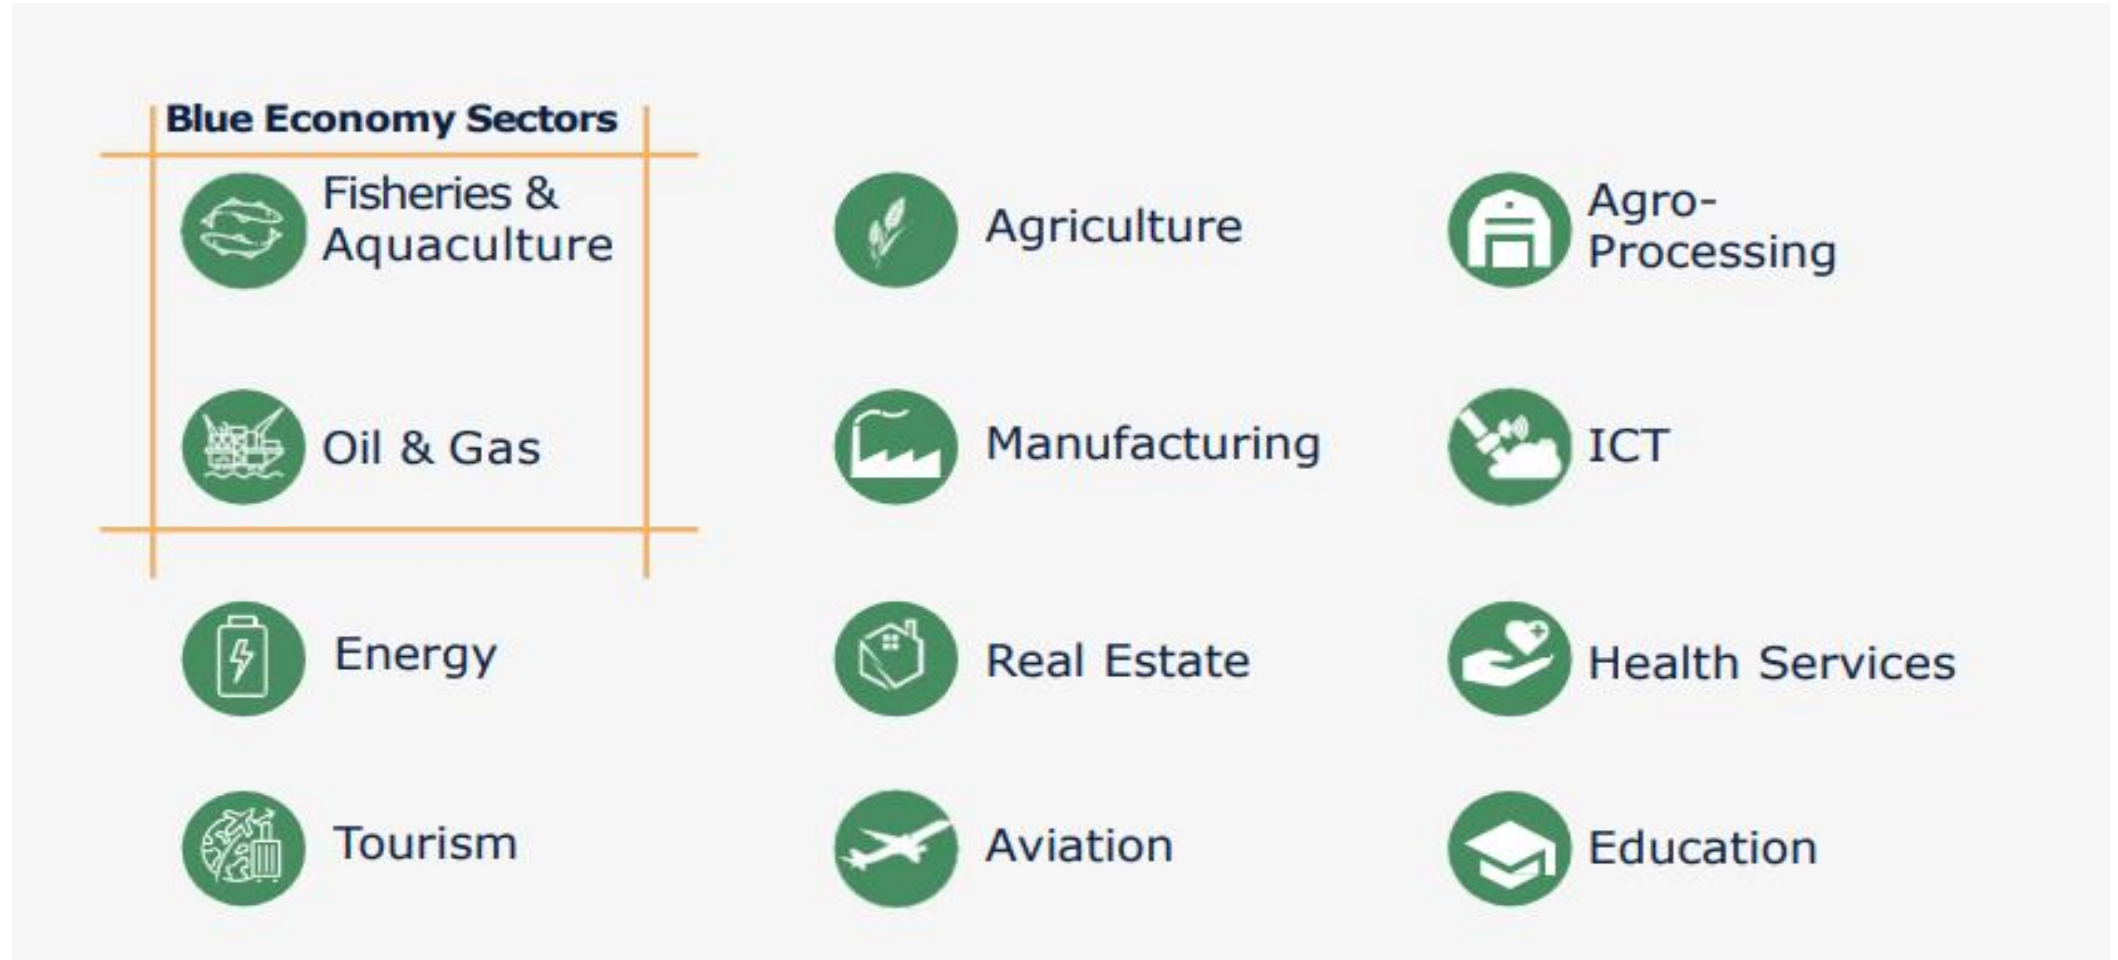 Blue Economy Sectors
Fisheries &
Aquaculture
Agriculture
Agro-
Processing
Oil & Gas
Manufacturing
ICT
Energy
Real Estate
Health Services
Tourism
Aviation
Education